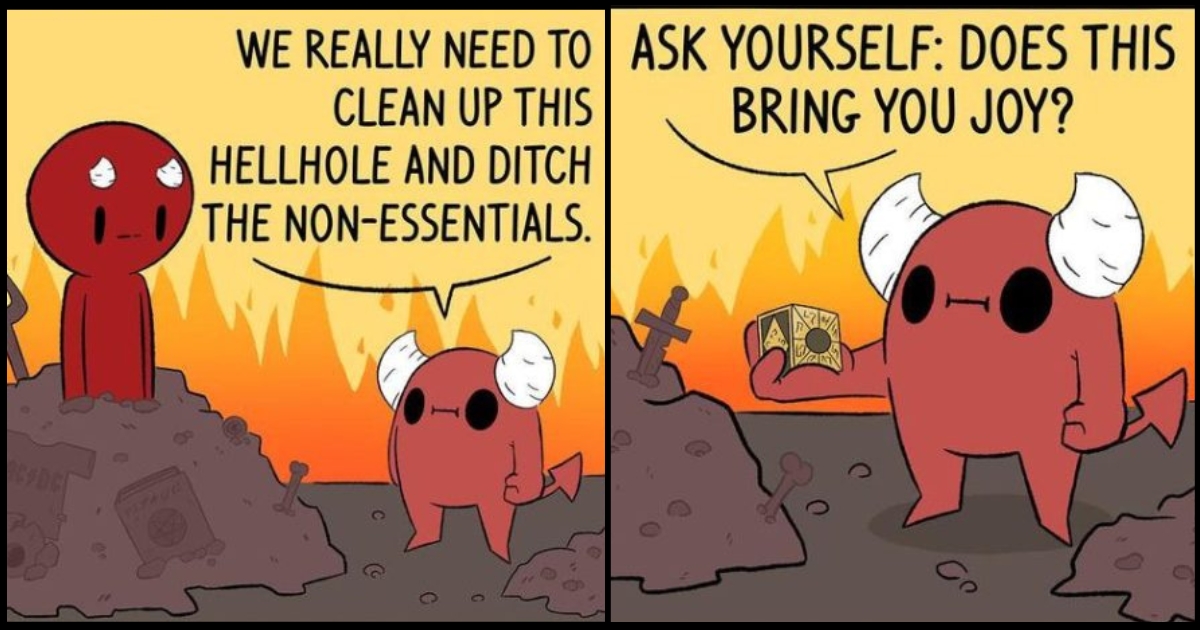 WE REALLY NEED TO
CLEAN UP THIS
HELLHOLE AND DITCH
THE NON-ESSENTIALS.
ASK YOURSELF: DOES THIS
BRING YOU JOY?